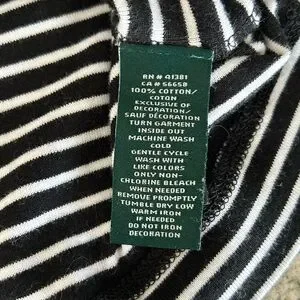 RN # 41381
CA # 56658
100% COTTON/
COTON
EXCLUSIVE OF
DECORATION/
SAUF DÉCORATION
TURN GARMENT
INSIDE OUT
MACHINE WASH
COLD
GENTLE CYCLE
WASH WITH
LIKE COLORS
ONLY NON-
CHLORINE BLEACH
WHEN NEEDED
REMOVE PROMPTLY
TUMBLE DRY LOW
WARM IRON
IF NEEDED
DO NOT IRON
DECORATION